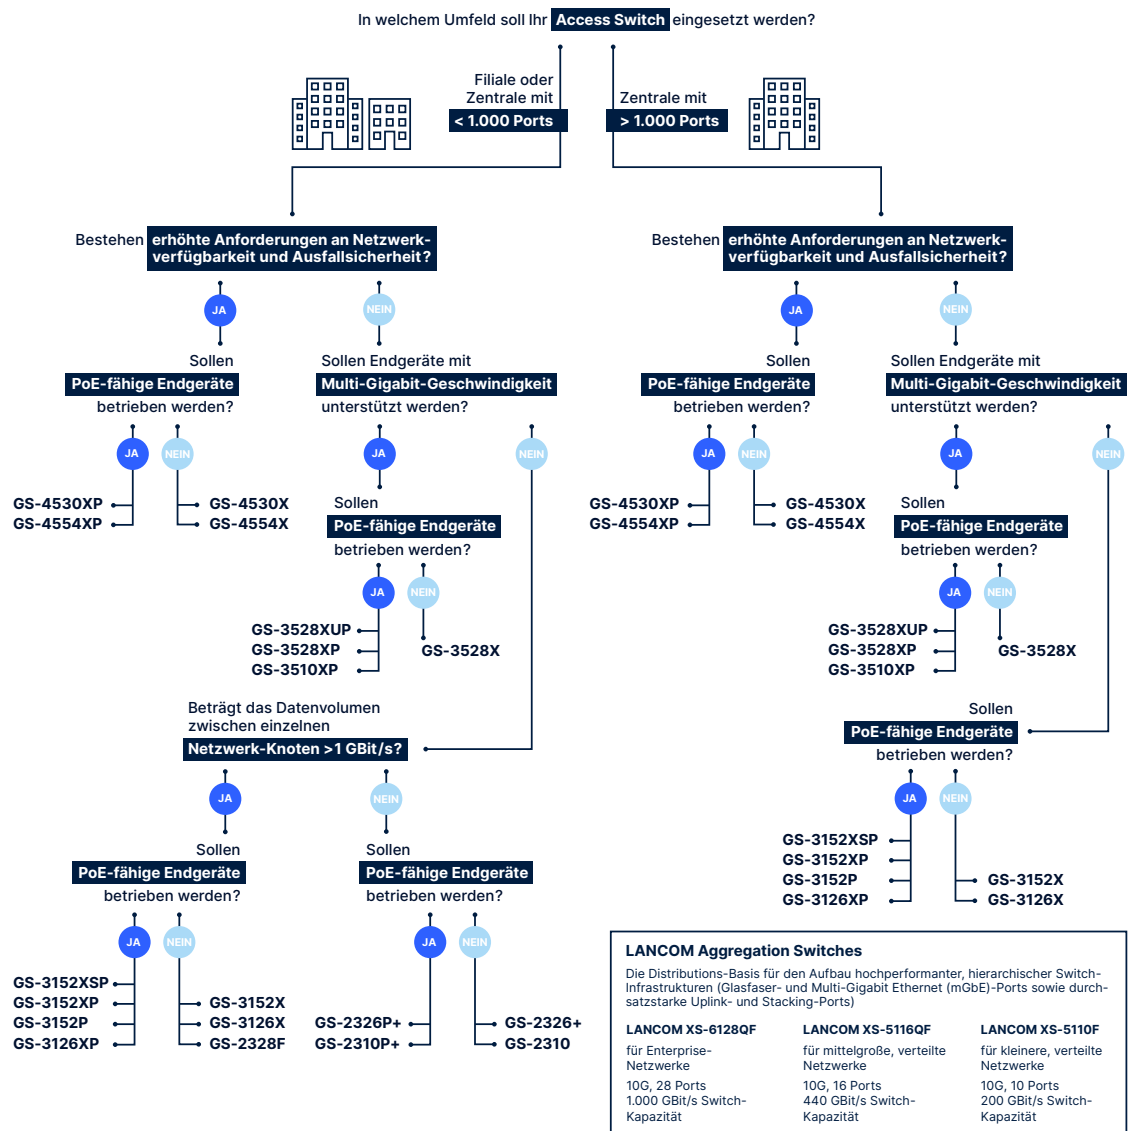 In welchem Umfeld soll Ihr Access Switch eingesetzt werden?
Filiale oder
Zentrale mit
< 1.000 Ports
Zentrale mit
> 1.000 Ports
Bestehen erhöhte Anforderungen an Netzwerk-
verfügbarkeit und Ausfallsicherheit?
JA
NEIN
Sollen
PoE-fähige Endgeräte
betrieben werden?
JA
NEIN
GS-4530XP
GS-4554XP
GS-4530X
GS-4554X
Sollen Endgeräte mit
Multi-Gigabit-Geschwindigkeit
unterstützt werden?
JA
NEIN
Sollen
PoE-fähige Endgeräte
betrieben werden?
JA
NEIN
GS-3528XUP
GS-3528XP
GS-3510XP
GS-3528X
Beträgt das Datenvolumen
zwischen einzelnen
Netzwerk-Knoten >1 GBit/s?
JA
NEIN
Sollen
PoE-fähige Endgeräte
betrieben werden?
JA
NEIN
GS-3152XSP
GS-3152XP
GS-3152P
GS-3126XP
GS-3152X
GS-3126X
GS-2328F
Sollen
PoE-fähige Endgeräte
betrieben werden?
JA
NEIN
GS-2326P+
GS-2310P+
GS-2326+
GS-2310
Bestehen erhöhte Anforderungen an Netzwerk-
verfügbarkeit und Ausfallsicherheit?
JA
NEIN
Sollen
PoE-fähige Endgeräte
betrieben werden?
JA
NEIN
GS-4530XP
GS-4554XP
GS-4530X
GS-4554X
Sollen Endgeräte mit
Multi-Gigabit-Geschwindigkeit
unterstützt werden?
JA
NEIN
Sollen
PoE-fähige Endgeräte
betrieben werden?
JA
NEIN
GS-3528XUP
GS-3528XP
GS-3510XP
GS-3528X
Sollen
PoE-fähige Endgeräte
betrieben werden?
JA
NEIN
GS-3152XSP
GS-3152XP
GS-3152P
GS-3126XP
GS-3152X
GS-3126X
LANCOM Aggregation Switches
Die Distributions-Basis für den Aufbau hochperformanter, hierarchischer Switch-
Infrastrukturen (Glasfaser- und Multi-Gigabit Ethernet (mGbE)-Ports sowie durch-
satzstarke Uplink- und Stacking-Ports)
LANCOM XS-6128QF
für Enterprise-
Netzwerke
10G, 28 Ports
1.000 GBit/s Switch-
Kapazität
LANCOM XS-5116QF
für mittelgroße, verteilte
Netzwerke
10G, 16 Ports
440 GBit/s Switch-
Kapazität
LANCOM XS-5110F
für kleinere, verteilte
Netzwerke
10G, 10 Ports
200 GBit/s Switch-
Kapazität